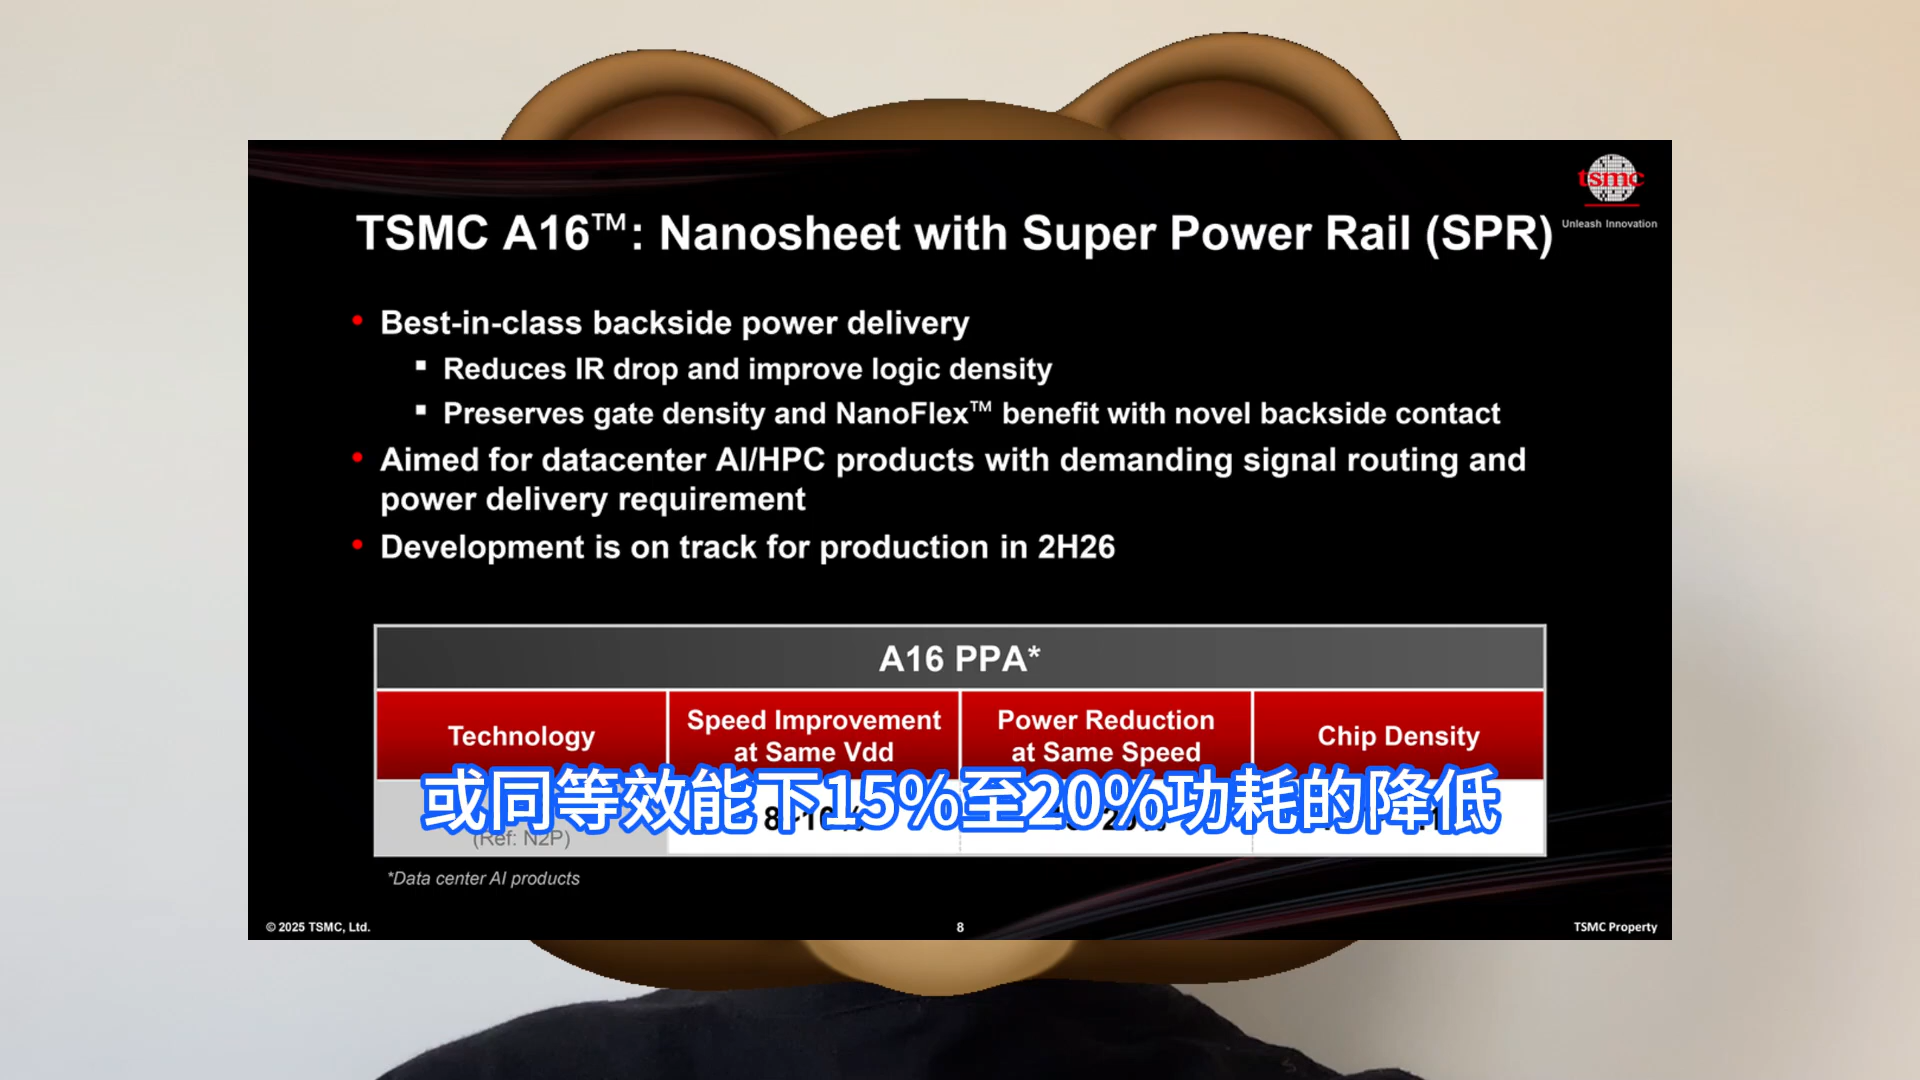 tsmc
Unleash Innovation
TSMC A16™: Nanosheet with Super Power Rail (SPR)
• Best-in-class backside power delivery
▪ Reduces IR drop and improve logic density
▪ Preserves gate density and NanoFlex™ benefit with novel backside contact
• Aimed for datacenter AI/HPC products with demanding signal routing and
power delivery requirement
• Development is on track for production in 2H26
A16 PPA*
Technology
Speed Improvement
at Same Vdd
Power Reduction
at Same Speed
Chip Density
或同等效能下15%至20%功耗的降低
(Ref: N2P)
*Data center AI products
© 2025 TSMC, Ltd.
8
TSMC Property